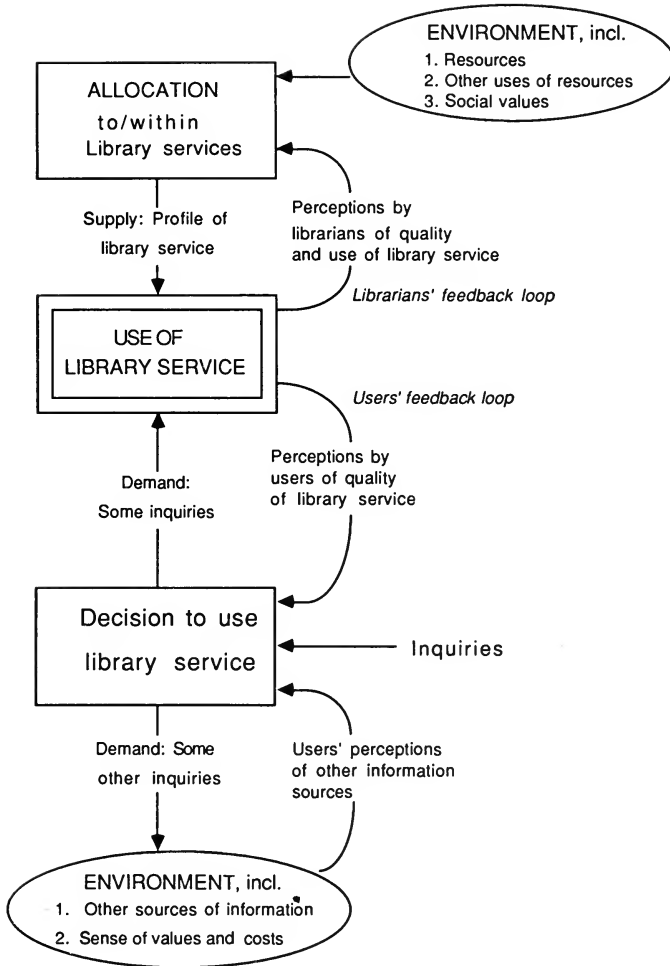 ENVIRONMENT, incl.
1. Resources
2. Other uses of resources
3. Social values
ALLOCATION
to/within
Library services
Supply: Profile of
library service
Perceptions by
librarians of quality
and use of library service
Librarians' feedback loop
USE OF
LIBRARY SERVICE
Users' feedback loop
Perceptions by
users of quality
of library service
Demand:
Some inquiries
Decision to use
library service
Inquiries
Demand: Some
other inquiries
Users' perceptions
of other information
sources
ENVIRONMENT, incl.
1. Other sources of information
2. Sense of values and costs